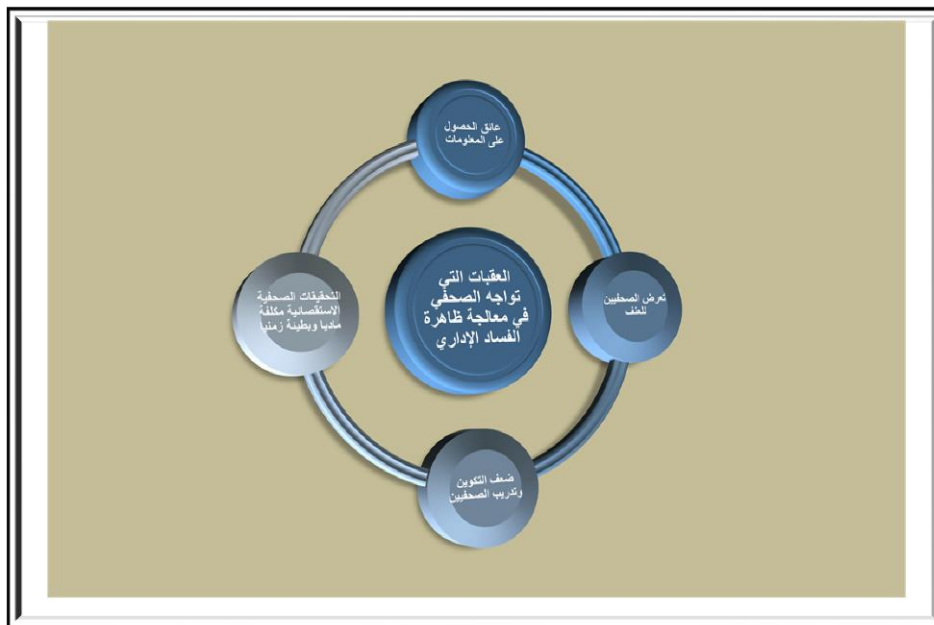 عائق الحصول
على المعلومات
العقبات التي
تواجه الصحفي
في معالجة ظاهرة
الفساد الإداري
تعرض الصحفيين
للعنف
ضعف التكوين
وتدريب الصحفيين
التحقيقات الصحفية
الاستقصائية مكلفة
ماديا وبطيئة زمنيا